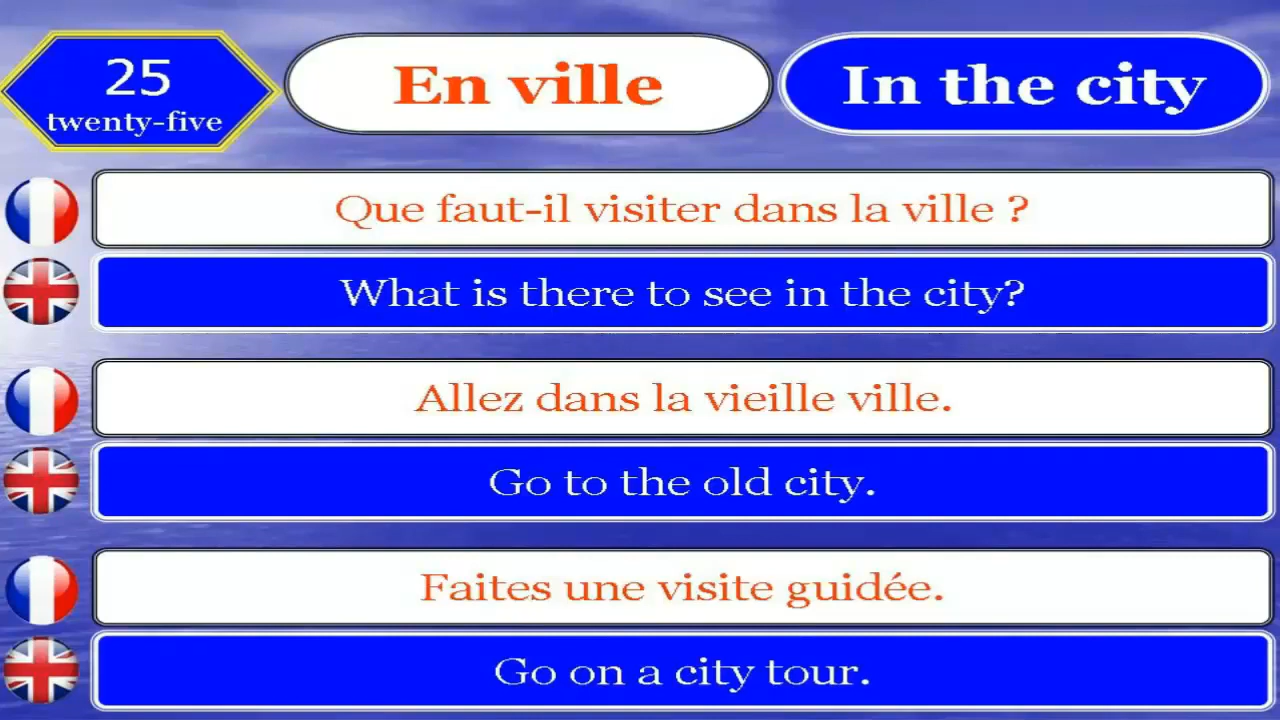 25
twenty-five
En ville
In the city
Que faut-il visiter dans la ville ?
What is there to see in the city?
Allez dans la vieille ville.
Go to the old city.
Faites une visite guidée.
Go on a city tour.